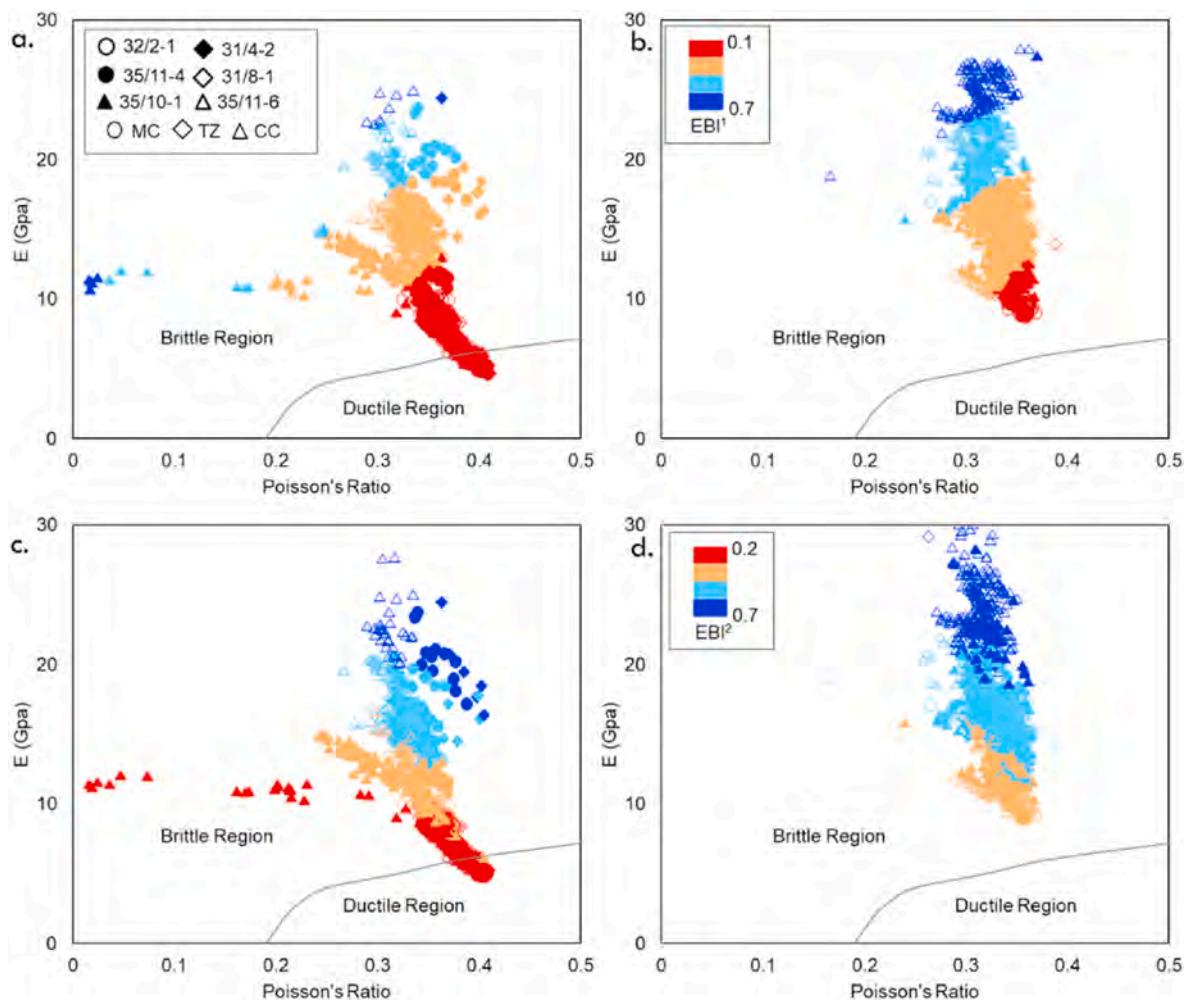 a.
30
20
10
0
E (Gpa)
32/2-1 31/4-2
35/11-4 31/8-1
35/10-1 35/11-6
MC TZ CC
Brittle Region
Ductile Region
0 0.1 0.2 0.3 0.4 0.5
Poisson's Ratio
b.
30
20
10
0
E (Gpa)
0.1
0.7
EBI¹
Brittle Region
Ductile Region
0 0.1 0.2 0.3 0.4 0.5
Poisson's Ratio
c.
30
20
10
0
E (Gpa)
Brittle Region
Ductile Region
0 0.1 0.2 0.3 0.4 0.5
Poisson's Ratio
d.
30
20
10
0
E (Gpa)
0.2
0.7
EBI²
Brittle Region
Ductile Region
0 0.1 0.2 0.3 0.4 0.5
Poisson's Ratio